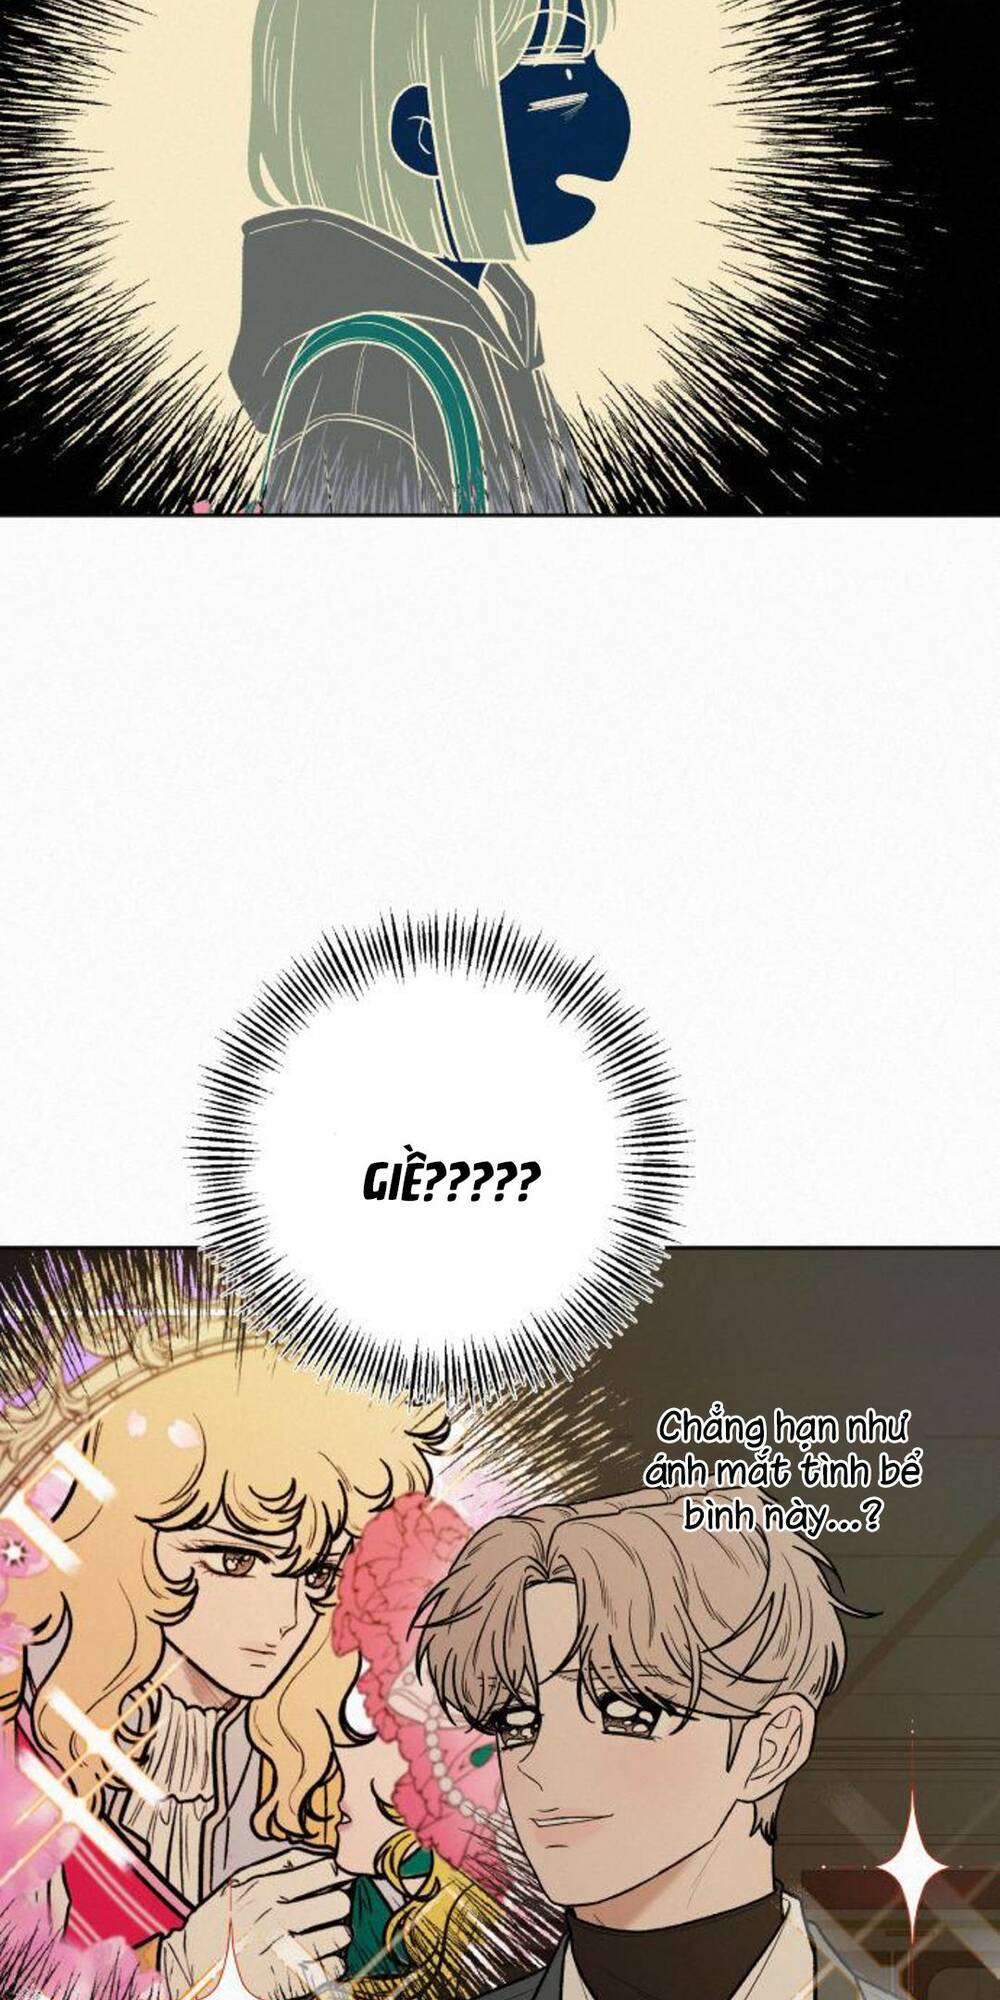 GIỀ?????
Chẳng hạn như
ánh mắt tình bể
bình này...?